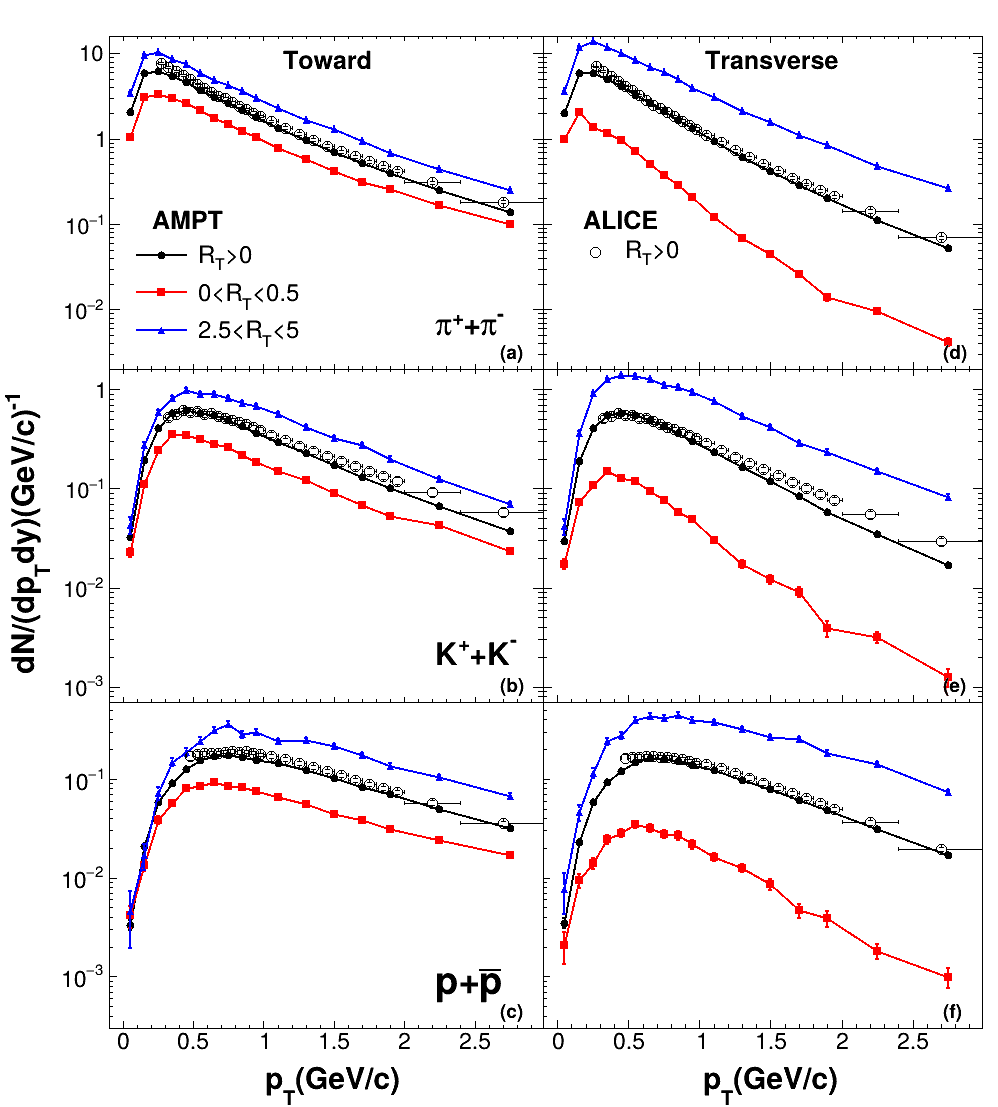 Toward
Transverse
10
1
10⁻¹
10⁻²
AMPT
R_T>0
0<R_T<0.5
2.5<R_T<5
π⁺+π⁻
(a)
ALICE
R_T>0
(d)
1
10⁻¹
10⁻²
10⁻³
K⁺+K⁻
(b)
(e)
10⁻¹
10⁻²
10⁻³
p+p̅
(c)
(f)
dN/(dp_Tdy)(GeV/c)⁻¹
0 0.5 1 1.5 2 2.5
0 0.5 1 1.5 2 2.5
p_T(GeV/c)
p_T(GeV/c)